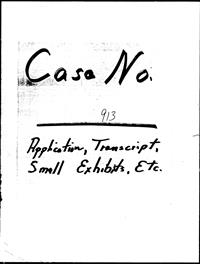 Case No.
913
Application, Transcript,
Small Exhibits, Etc.